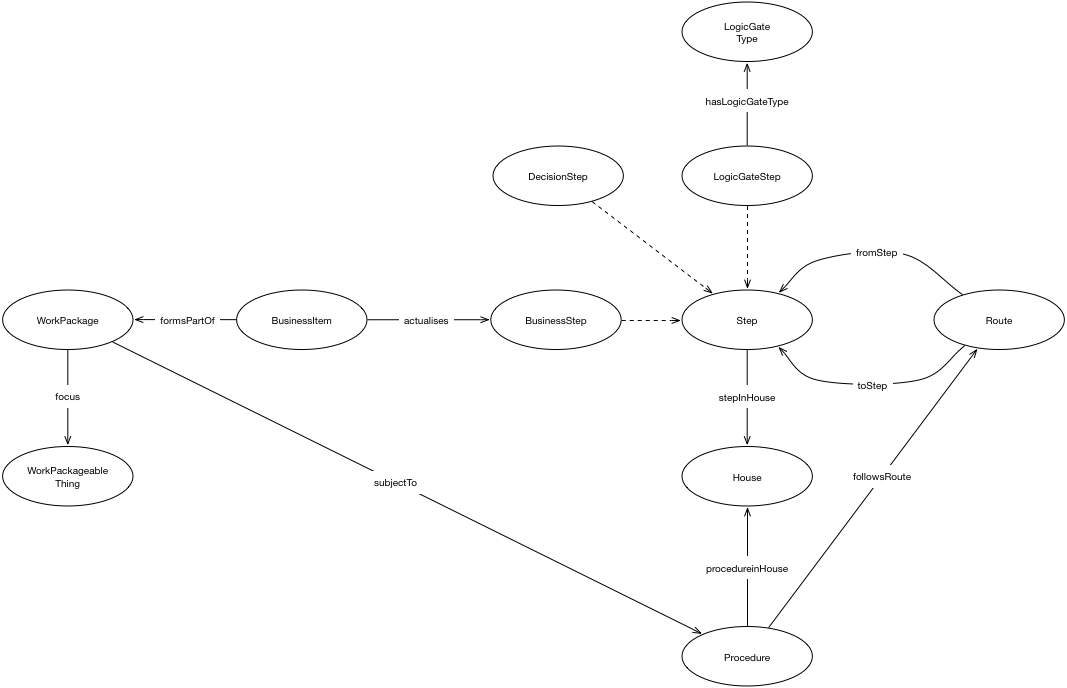 LogicGate
Type
hasLogicGateType
DecisionStep
LogicGateStep
fromStep
WorkPackage
formsPartOf
BusinessItem
actualises
BusinessStep
Step
Route
toStep
focus
stepInHouse
WorkPackageable
Thing
subjectTo
House
followsRoute
procedureinHouse
Procedure